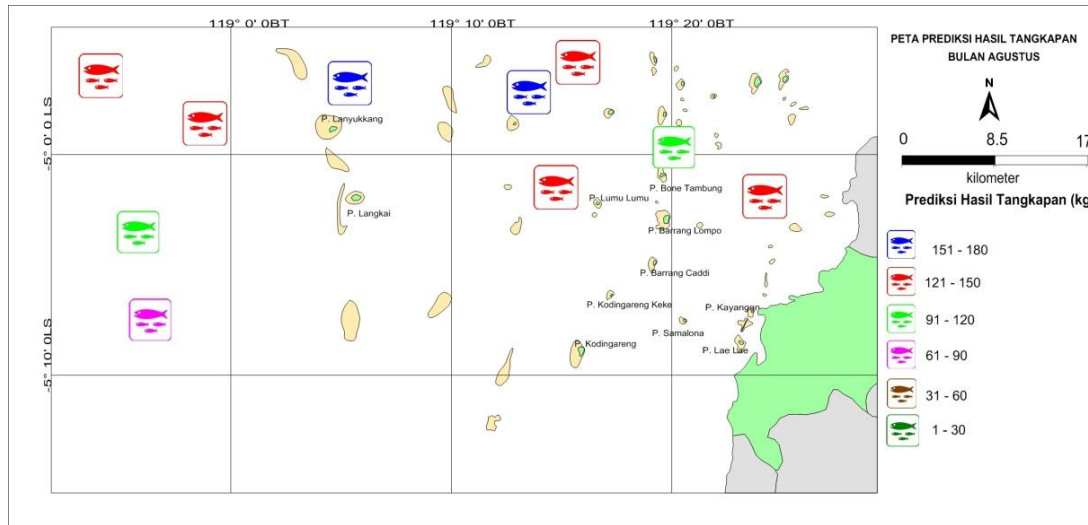 119° 0' 0BT
119° 10' 0BT
119° 20' 0BT
PETA PREDIKSI HASIL TANGKAPAN
BULAN AGUSTUS
N
0 8.5 17
kilometer
Prediksi Hasil Tangkapan (kg
151 - 180
121 - 150
91 - 120
61 - 90
31 - 60
1 - 30
-5° 0' 0LS
-5° 10' 0LS
P. Lanyukkang
P. Langkai
P. Bone Tambung
P. Lumu Lumu
P. Barrang Lompo
P. Barrang Caddi
P. Kodingareng Keke
P. Kayangan
P. Samalona
P. Kodingareng
P. Lae Lae